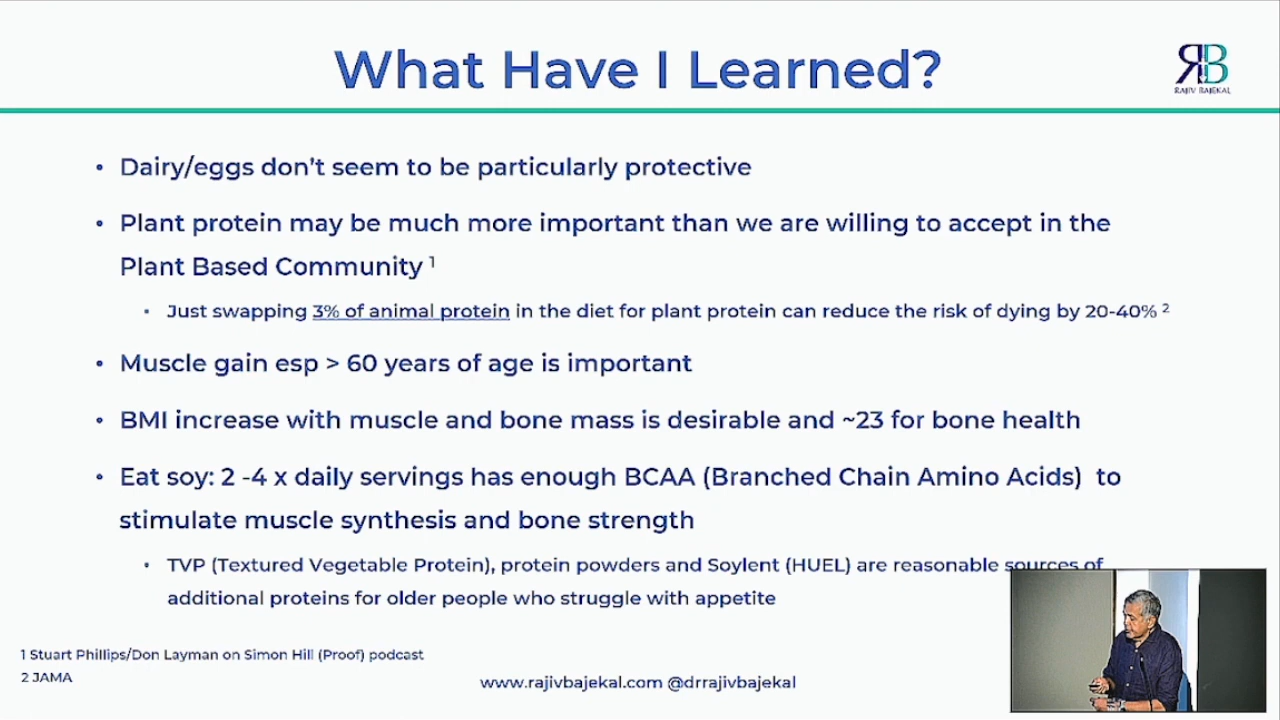 What Have I Learned?
RB
RAJIV BAJEKAL
• Dairy/eggs don't seem to be particularly protective
• Plant protein may be much more important than we are willing to accept in the
Plant Based Community ¹
• Just swapping 3% of animal protein in the diet for plant protein can reduce the risk of dying by 20-40% ²
• Muscle gain esp > 60 years of age is important
• BMI increase with muscle and bone mass is desirable and ~23 for bone health
• Eat soy: 2 -4 x daily servings has enough BCAA (Branched Chain Amino Acids) to
stimulate muscle synthesis and bone strength
• TVP (Textured Vegetable Protein), protein powders and Soylent (HUEL) are reasonable sources of
additional proteins for older people who struggle with appetite
1 Stuart Phillips/Don Layman on Simon Hill (Proof) podcast
2 JAMA
www.rajivbajekal.com @drrajivbajekal